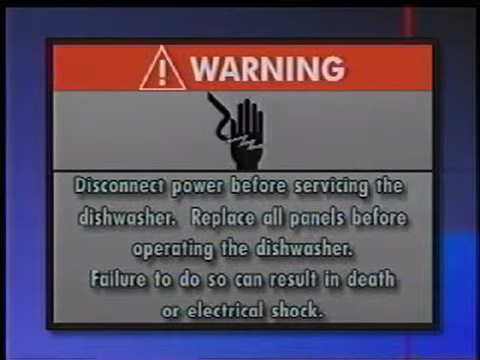 WARNING
Disconnect power before servicing the
dishwasher. Replace all panels before
operating the dishwasher.
Failure to do so can result in death
or electrical shock.